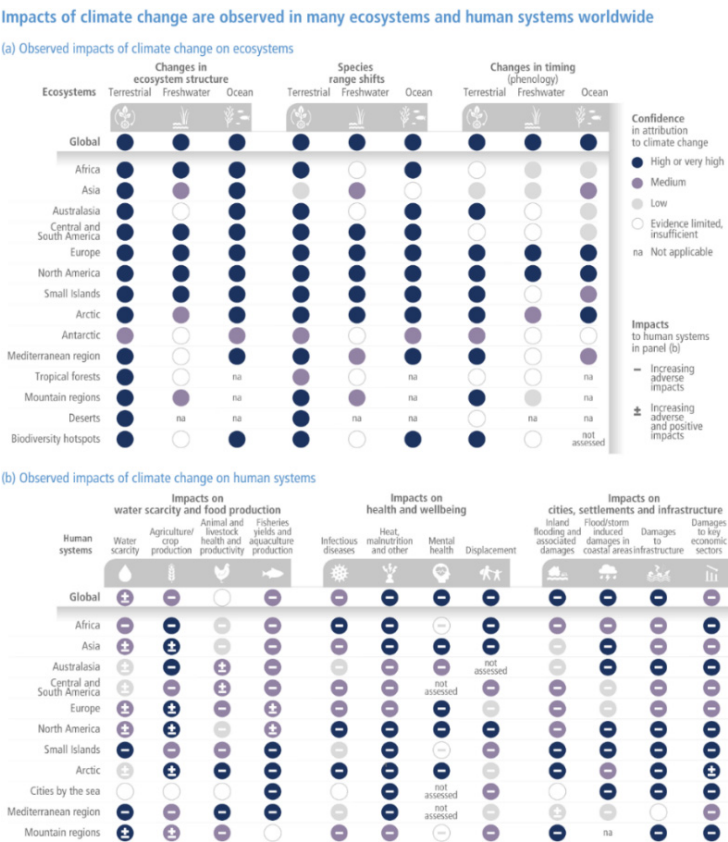 Impacts of climate change are observed in many ecosystems and human systems worldwide
(a) Observed impacts of climate change on ecosystems
Changes in ecosystem structure
Species range shifts
Changes in timing (phenology)
Ecosystems Terrestrial Freshwater Ocean Terrestrial Freshwater Ocean Terrestrial Freshwater Ocean
Global
Africa
Asia
Australasia
Central and South America
Europe
North America
Small Islands
Arctic
Antarctic
Mediterranean region
Tropical forests na na na
Mountain regions na na na
Deserts na na na na na na
Biodiversity hotspots not assessed
Confidence
in attribution
to climate change
High or very high
Medium
Low
Evidence limited,
insufficient
na Not applicable
Impacts
to human systems
in panel (b)
− Increasing
adverse
impacts
± Increasing
adverse
and positive
impacts
(b) Observed impacts of climate change on human systems
Impacts on
water scarcity and food production
Impacts on
health and wellbeing
Impacts on
cities, settlements and infrastructure
Human systems
Water scarcity
Agriculture/ crop production
Animal and livestock health and productivity
Fisheries yields and aquaculture production
Infectious diseases
Heat, malnutrition and other
Mental health
Displacement
Inland flooding and associated damages
Flood/storm induced damages in coastal areas
Damages to infrastructure
Damages to key economic sectors
Global ± − − − − − − − − − −
Africa − − − − − − − − − − − −
Asia ± ± − − − − − − − − − −
Australasia ± − ± − − − − not assessed − − − −
Central and South America ± − ± − − − not assessed − − − − −
Europe ± ± − ± − − − − − − − −
North America ± ± − ± − − − − − − − −
Small Islands − − − − − − − − − − − −
Arctic ± ± − − − − − − − − − ±
Cities by the sea − − not assessed − − − −
Mediterranean region − − − − − − not assessed − ± − −
Mountain regions ± ± − − − − − − na − −